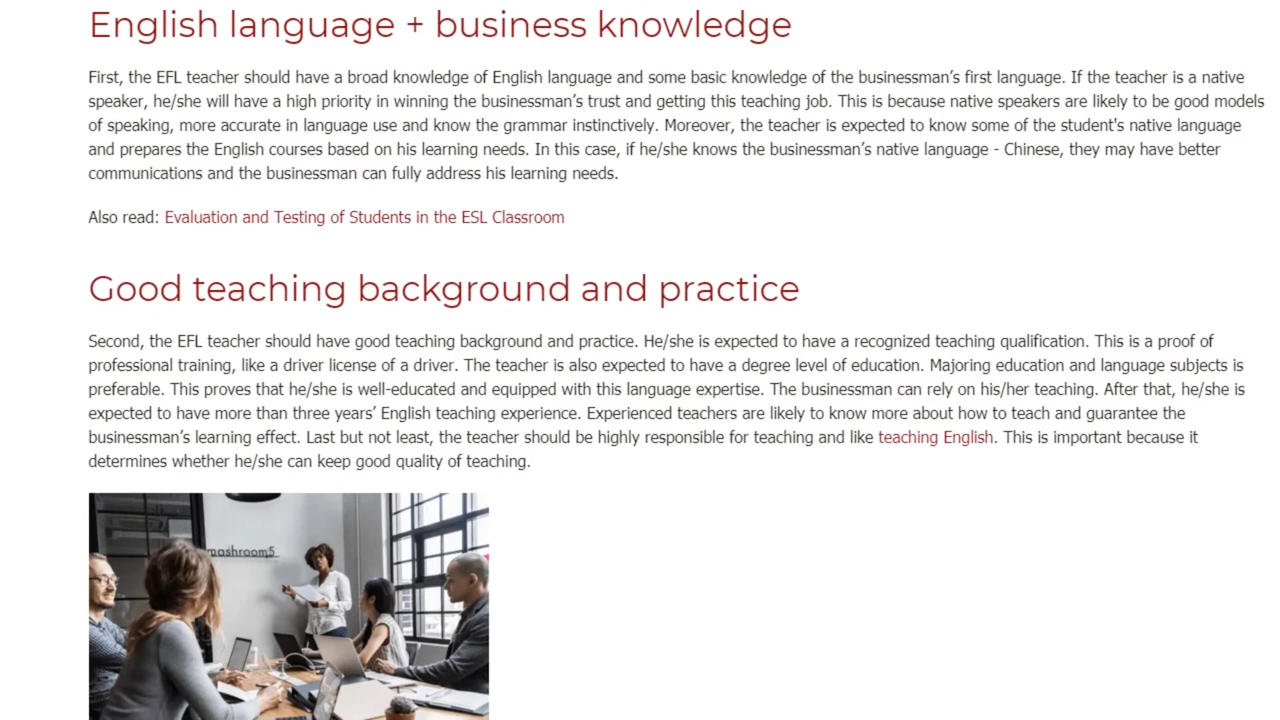 English language + business knowledge
First, the EFL teacher should have a broad knowledge of English language and some basic knowledge of the businessman’s first language. If the teacher is a native
speaker, he/she will have a high priority in winning the businessman’s trust and getting this teaching job. This is because native speakers are likely to be good models
of speaking, more accurate in language use and know the grammar instinctively. Moreover, the teacher is expected to know some of the student's native language
and prepares the English courses based on his learning needs. In this case, if he/she knows the businessman’s native language - Chinese, they may have better
communications and the businessman can fully address his learning needs.
Also read: Evaluation and Testing of Students in the ESL Classroom
Good teaching background and practice
Second, the EFL teacher should have good teaching background and practice. He/she is expected to have a recognized teaching qualification. This is a proof of
professional training, like a driver license of a driver. The teacher is also expected to have a degree level of education. Majoring education and language subjects is
preferable. This proves that he/she is well-educated and equipped with this language expertise. The businessman can rely on his/her teaching. After that, he/she is
expected to have more than three years’ English teaching experience. Experienced teachers are likely to know more about how to teach and guarantee the
businessman’s learning effect. Last but not least, the teacher should be highly responsible for teaching and like teaching English. This is important because it
determines whether he/she can keep good quality of teaching.